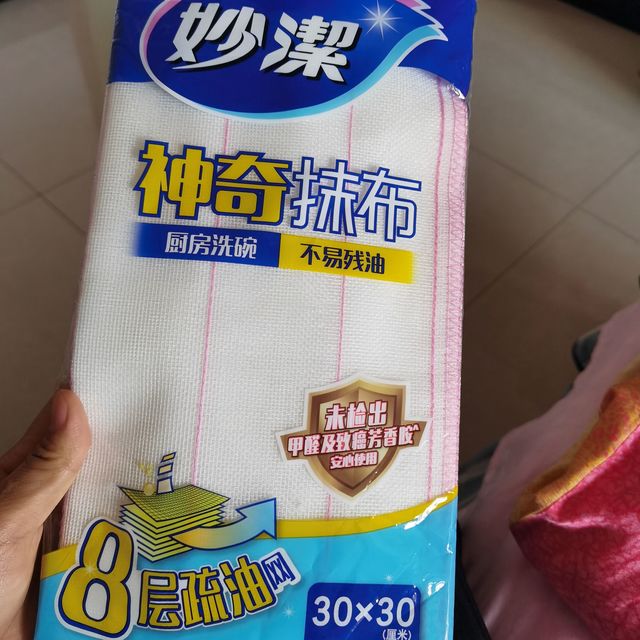 妙潔
神奇抹布
厨房洗碗 不易残油
未检出
甲醛及致癌芳香胺^
安心使用
8层疏油网
30×30
(厘米)